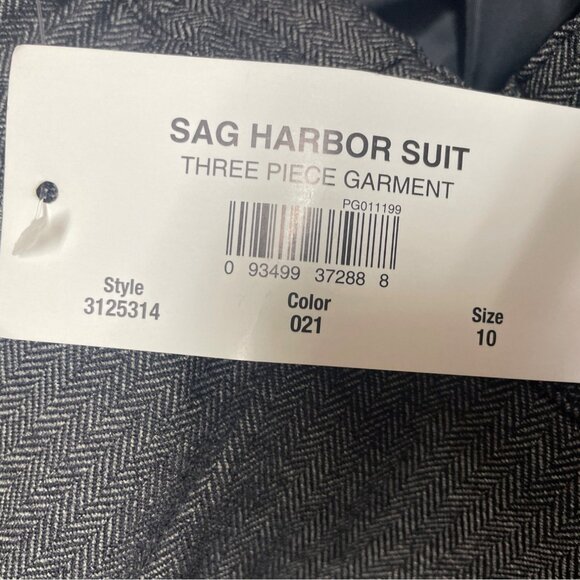 SAG HARBOR SUIT
THREE PIECE GARMENT
PG011199
0 93499 37288 8
Style
3125314
Color
021
Size
10